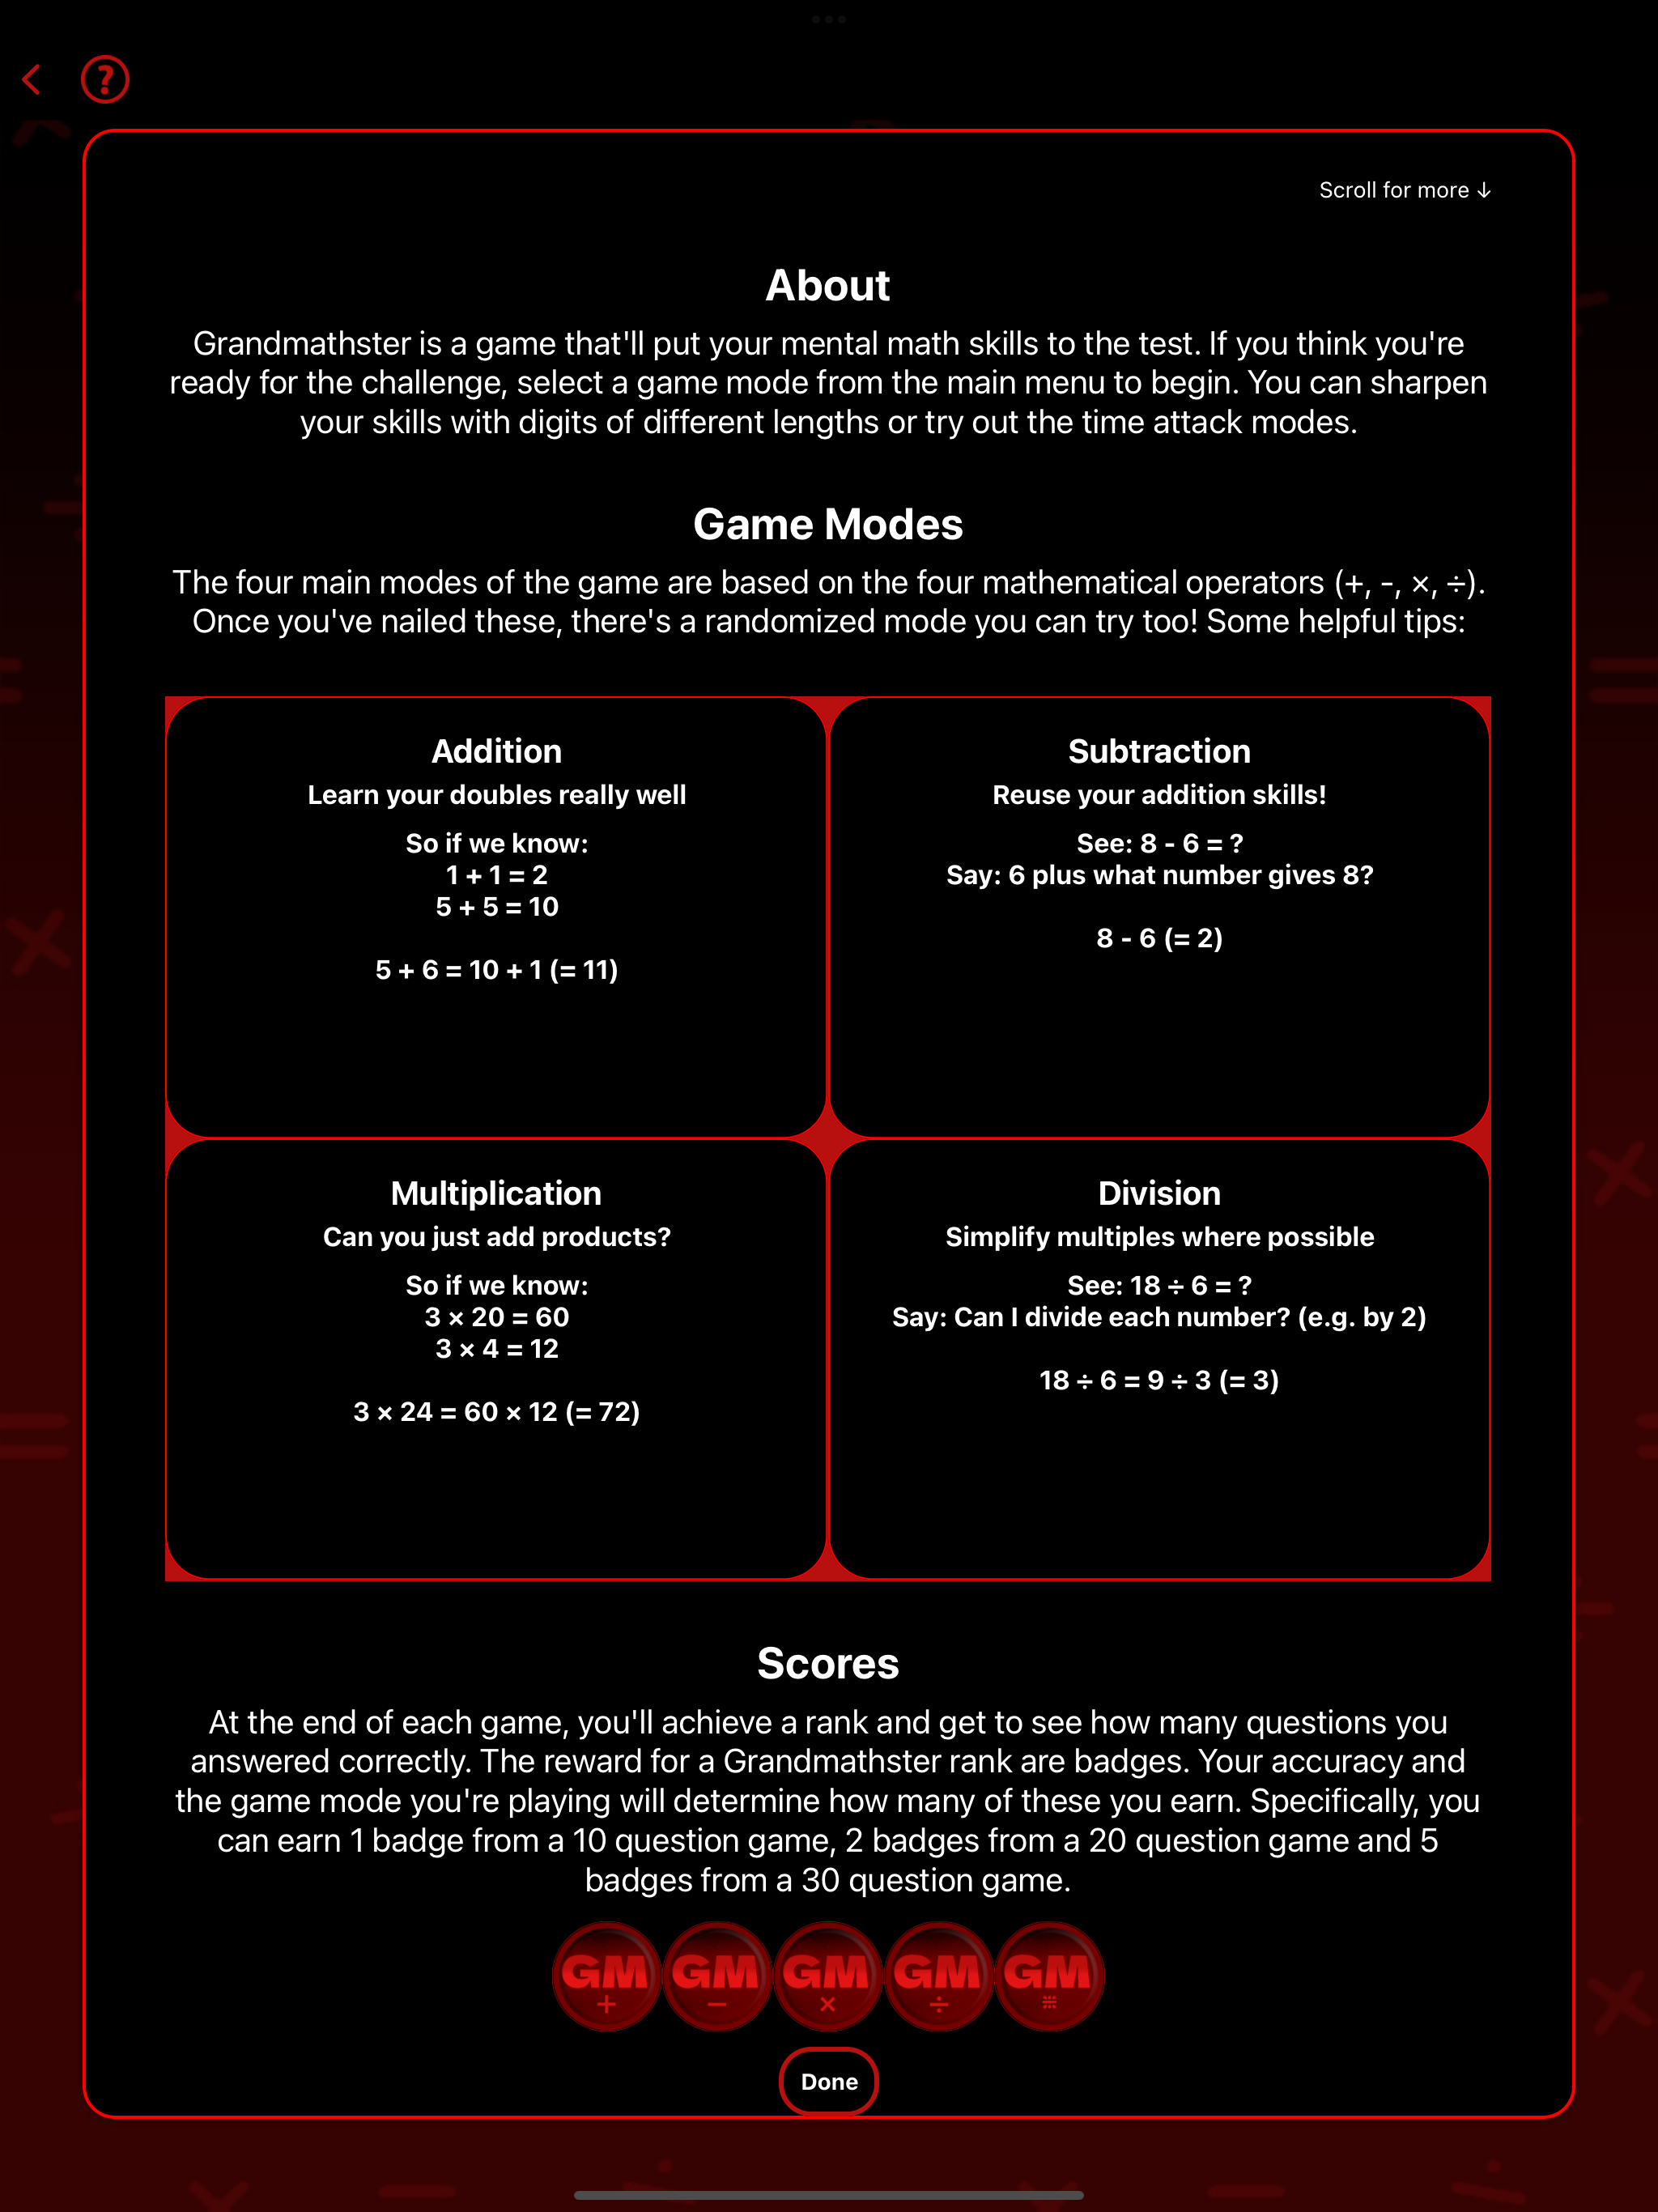 ?
Scroll for more ↓
About
Grandmathster is a game that'll put your mental math skills to the test. If you think you're
ready for the challenge, select a game mode from the main menu to begin. You can sharpen
your skills with digits of different lengths or try out the time attack modes.
Game Modes
The four main modes of the game are based on the four mathematical operators (+, -, ×, ÷).
Once you've nailed these, there's a randomized mode you can try too! Some helpful tips:
Addition
Learn your doubles really well
So if we know:
1 + 1 = 2
5 + 5 = 10
5 + 6 = 10 + 1 (= 11)
Subtraction
Reuse your addition skills!
See: 8 - 6 = ?
Say: 6 plus what number gives 8?
8 - 6 (= 2)
Multiplication
Can you just add products?
So if we know:
3 × 20 = 60
3 × 4 = 12
3 × 24 = 60 × 12 (= 72)
Division
Simplify multiples where possible
See: 18 ÷ 6 = ?
Say: Can I divide each number? (e.g. by 2)
18 ÷ 6 = 9 ÷ 3 (= 3)
Scores
At the end of each game, you'll achieve a rank and get to see how many questions you
answered correctly. The reward for a Grandmathster rank are badges. Your accuracy and
the game mode you're playing will determine how many of these you earn. Specifically, you
can earn 1 badge from a 10 question game, 2 badges from a 20 question game and 5
badges from a 30 question game.
GM GM GM GM GM
+ − × ÷
Done